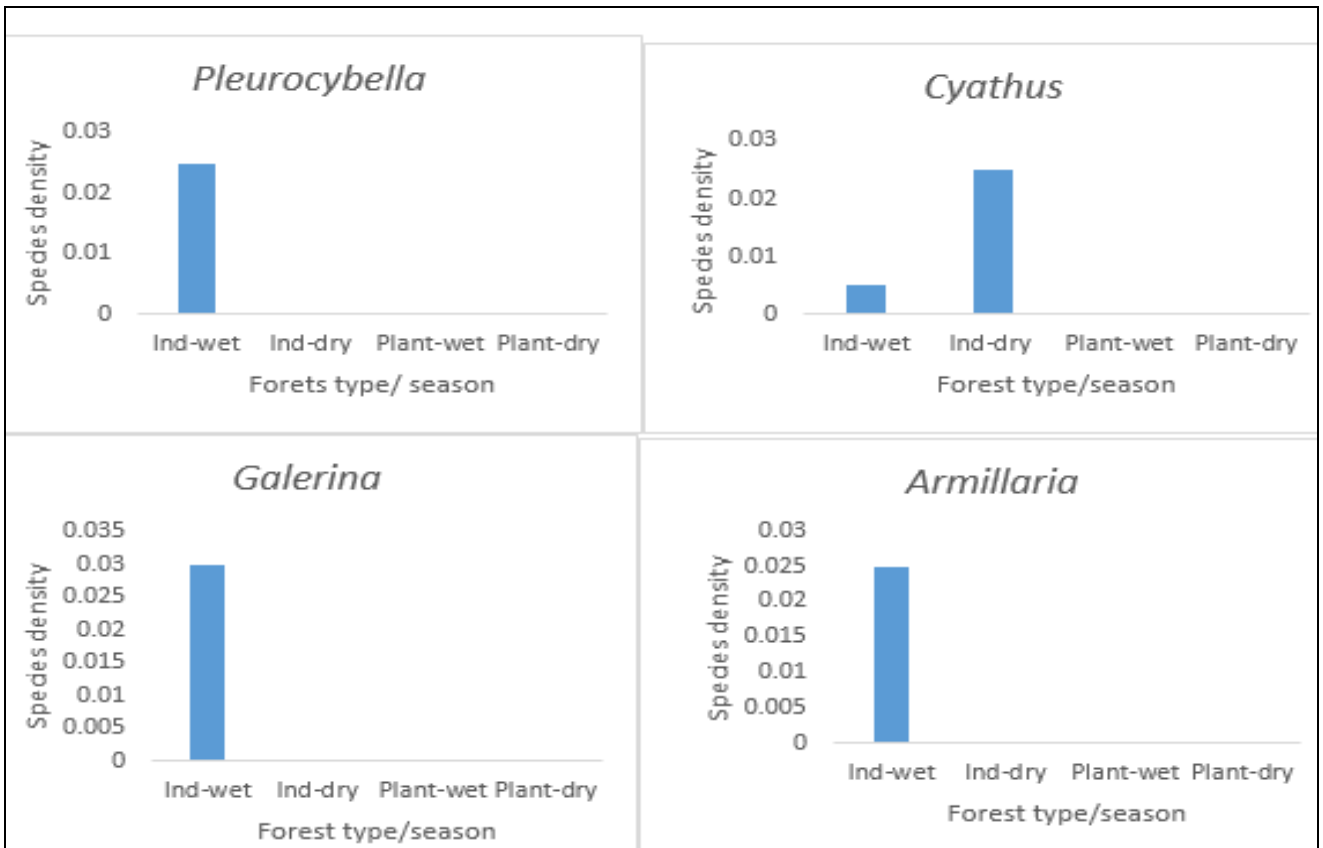 Pleurocybella
Spedes density
0.03
0.02
0.01
0
Ind-wet Ind-dry Plant-wet Plant-dry
Forets type/ season
Cyathus
Spedes density
0.03
0.02
0.01
0
Ind-wet Ind-dry Plant-wet Plant-dry
Forest type/season
Galerina
Spedes density
0.035
0.03
0.025
0.02
0.015
0.01
0.005
0
Ind-wet Ind-dry Plant-wet Plant-dry
Forest type/season
Armillaria
Spedes density
0.03
0.025
0.02
0.015
0.01
0.005
0
Ind-wet Ind-dry Plant-wet Plant-dry
Forest type/season